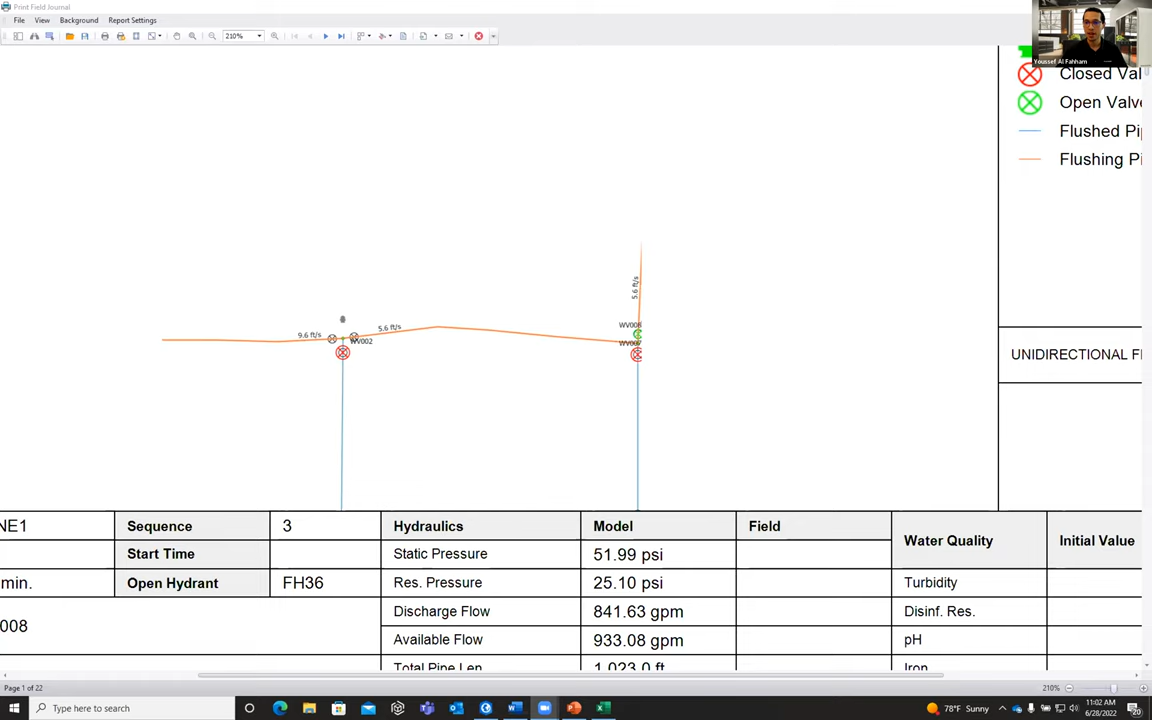 Print Field Journal
File View Background Report Settings
210%
Youssef Al Fahham
Closed Val
Open Valve
Flushed Pi
Flushing Pi
5.6 ft/s
9.6 ft/s
5.6 ft/s
WV002
UNIDIRECTIONAL F
NE1 Sequence 3 Hydraulics Model Field Water Quality Initial Value
Start Time Static Pressure 51.99 psi
min. Open Hydrant FH36 Res. Pressure 25.10 psi Turbidity
008 Discharge Flow 841.63 gpm Disinf. Res.
Available Flow 933.08 gpm pH
Total Pipe Len 1,023.0 ft Iron
Page 1 of 22 210%
Type here to search 78°F Sunny 11:02 AM
6/28/2022 20